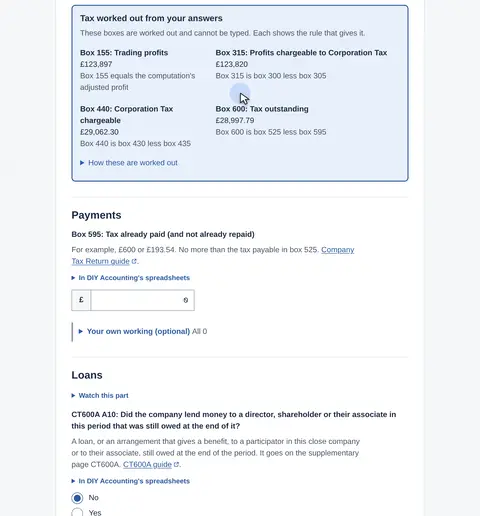 Tax worked out from your answers
These boxes are worked out and cannot be typed. Each shows the rule that gives it.
Box 155: Trading profits
£123,897
Box 155 equals the computation's
adjusted profit
Box 315: Profits chargeable to Corporation Tax
£123,820
Box 315 is box 300 less box 305
Box 440: Corporation Tax
chargeable
£29,062.30
Box 440 is box 430 less box 435
Box 600: Tax outstanding
£28,997.79
Box 600 is box 525 less box 595
How these are worked out
Payments
Box 595: Tax already paid (and not already repaid)
For example, £600 or £193.54. No more than the tax payable in box 525. Company
Tax Return guide.
In DIY Accounting's spreadsheets
£ 0
Your own working (optional) All 0
Loans
Watch this part
CT600A A10: Did the company lend money to a director, shareholder or their associate in
this period that was still owed at the end of it?
A loan, or an arrangement that gives a benefit, to a participator in this close company
or to their associate, still owed at the end of the period. It goes on the supplementary
page CT600A. CT600A guide.
In DIY Accounting's spreadsheets
No
Yes